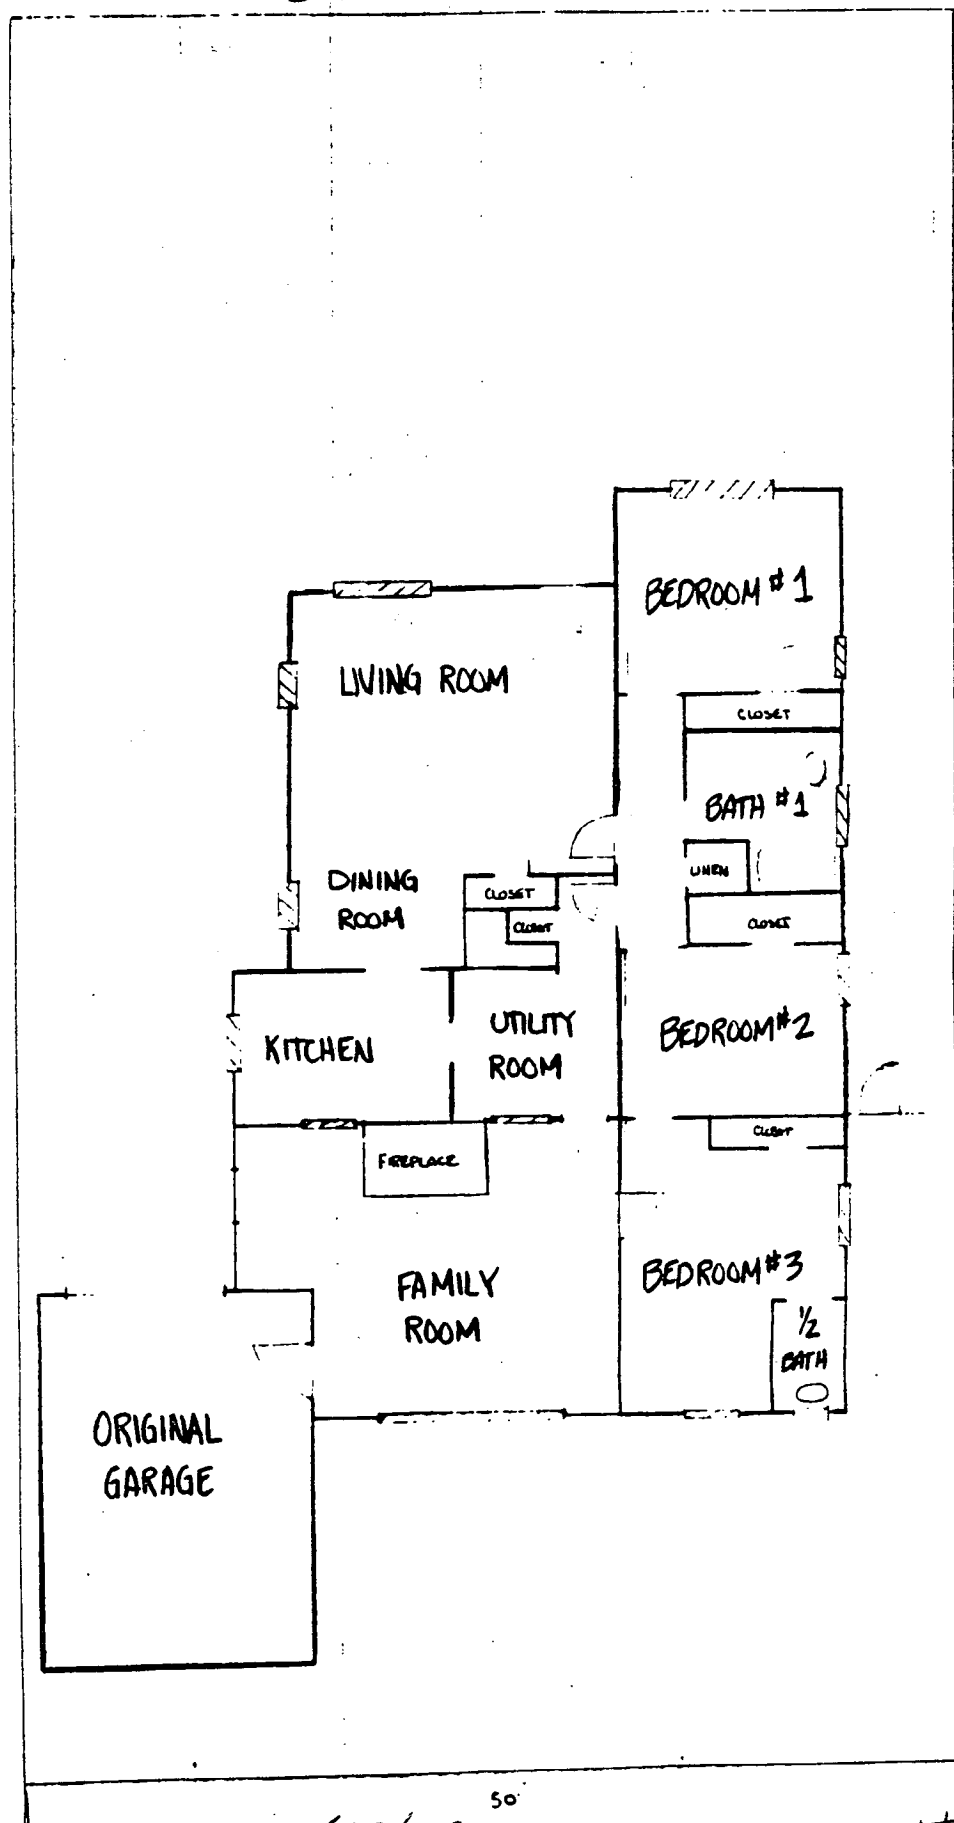 BEDROOM #1
LIVING ROOM
CLOSET
BATH #1
LINEN
DINING
ROOM
CLOSET
CLOSET
CLOSET
UTILITY
ROOM
KITCHEN
BEDROOM #2
CLOSET
FIREPLACE
FAMILY
ROOM
BEDROOM #3
1/2
BATH
ORIGINAL
GARAGE
50'